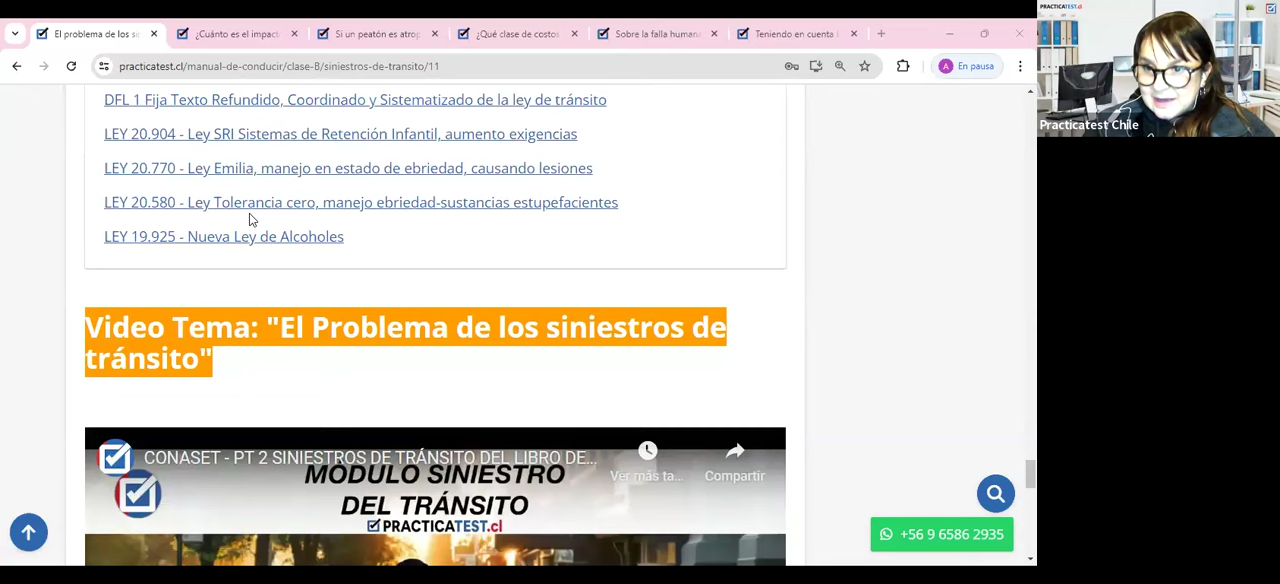 El problema de los si
¿Cuánto es el impact
Si un peatón es atrop
¿Qué clase de costos
Sobre la falla humana
Teniendo en cuenta
practicatest.cl/manual-de-conducir/clase-B/siniestros-de-transito/11
A
En pausa
PRACTICATEST.cl
Practicatest Chile
DFL 1 Fija Texto Refundido, Coordinado y Sistematizado de la ley de tránsito
LEY 20.904 - Ley SRI Sistemas de Retención Infantil, aumento exigencias
LEY 20.770 - Ley Emilia, manejo en estado de ebriedad, causando lesiones
LEY 20.580 - Ley Tolerancia cero, manejo ebriedad-sustancias estupefacientes
LEY 19.925 - Nueva Ley de Alcoholes
Video Tema: "El Problema de los siniestros de
tránsito"
CONASET - PT 2 SINIESTROS DE TRÁNSITO DEL LIBRO DE...
Ver más ta...
Compartir
MODULO SINIESTRO
DEL TRÁNSITO
PRACTICATEST.cl
+56 9 6586 2935